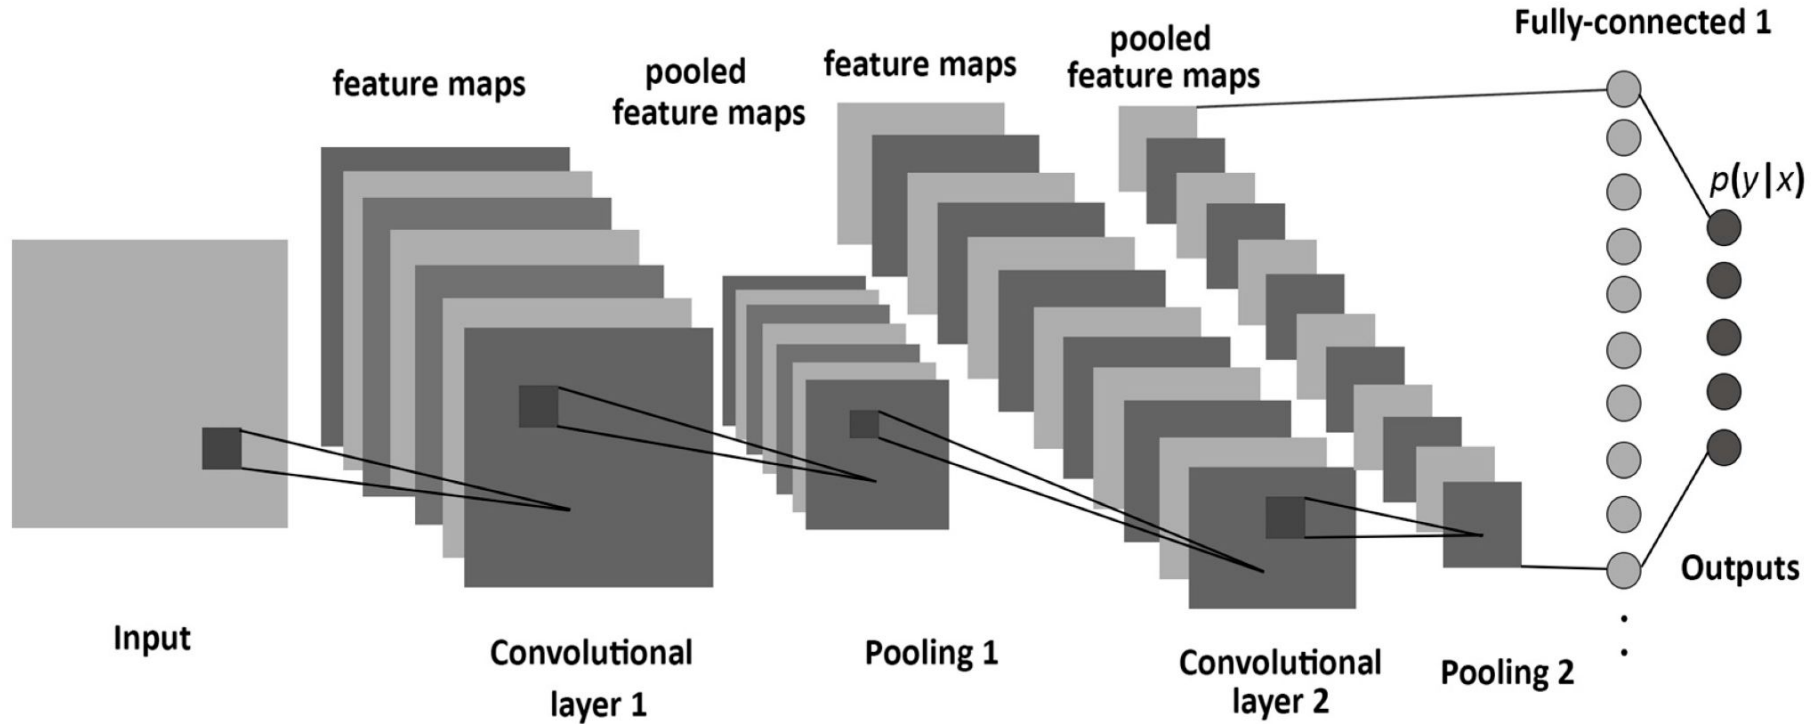 Fully-connected 1
pooled
feature maps
feature maps
pooled
feature maps
feature maps
p(y|x)
Outputs
Input
Convolutional
layer 1
Pooling 1
Convolutional
layer 2
Pooling 2